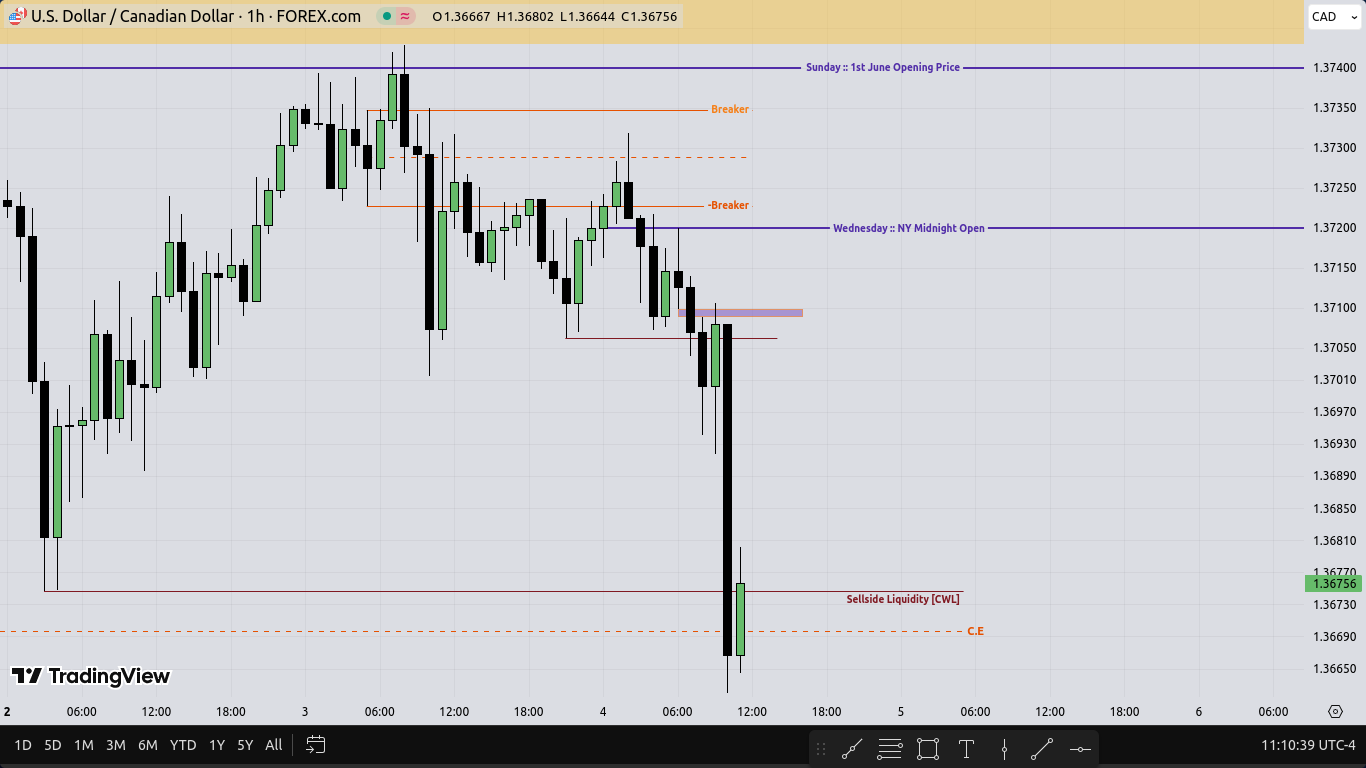 U.S. Dollar / Canadian Dollar · 1h · FOREX.com O1.36667 H1.36802 L1.36644 C1.36756
CAD
1.37400
Sunday :: 1st June Opening Price
1.37350
Breaker
1.37300
1.37250
-Breaker
1.37200
Wednesday :: NY Midnight Open
1.37150
1.37100
1.37050
1.37010
1.36970
1.36930
1.36890
1.36850
1.36810
1.36770
1.36756
Sellside Liquidity [CWL]
1.36730
C.E
1.36690
1.36650
TradingView
2 06:00 12:00 18:00 3 06:00 12:00 18:00 4 06:00 12:00 18:00 5 06:00 12:00 18:00 6 06:00
1D 5D 1M 3M 6M YTD 1Y 5Y All
11:10:39 UTC-4